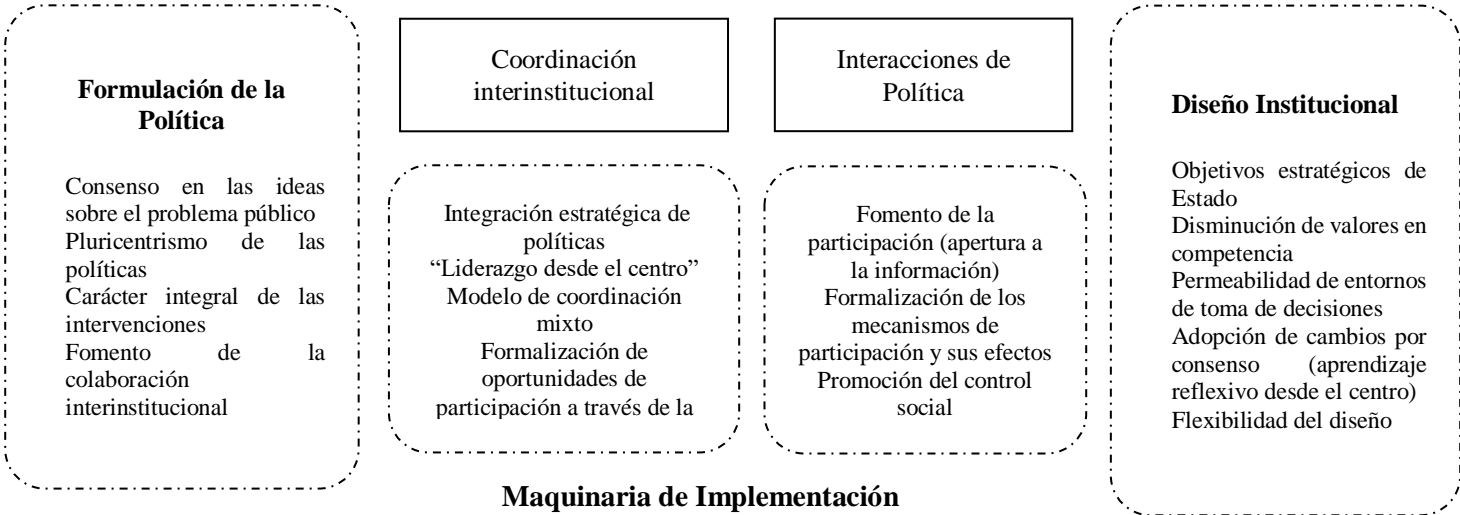 Formulación de la
Política
Consenso en las ideas
sobre el problema público
Pluricentrismo de las
políticas
Carácter integral de las
intervenciones
Fomento de la
colaboración
interinstitucional
Coordinación
interinstitucional
Integración estratégica de
políticas
“Liderazgo desde el centro”
Modelo de coordinación
mixto
Formalización de
oportunidades de
participación a través de la
Interacciones de
Política
Fomento de la
participación (apertura a
la información)
Formalización de los
mecanismos de
participación y sus efectos
Promoción del control
social
Diseño Institucional
Objetivos estratégicos de
Estado
Disminución de valores en
competencia
Permeabilidad de entornos
de toma de decisiones
Adopción de cambios por
consenso (aprendizaje
reflexivo desde el centro)
Flexibilidad del diseño
Maquinaria de Implementación